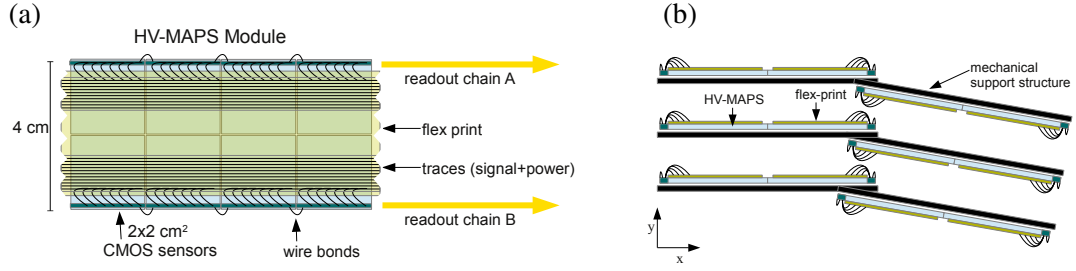 (a)
HV-MAPS Module
readout chain A
4 cm
flex print
traces (signal+power)
readout chain B
2x2 cm²
CMOS sensors
wire bonds
(b)
mechanical
support structure
HV-MAPS
flex-print
y
x